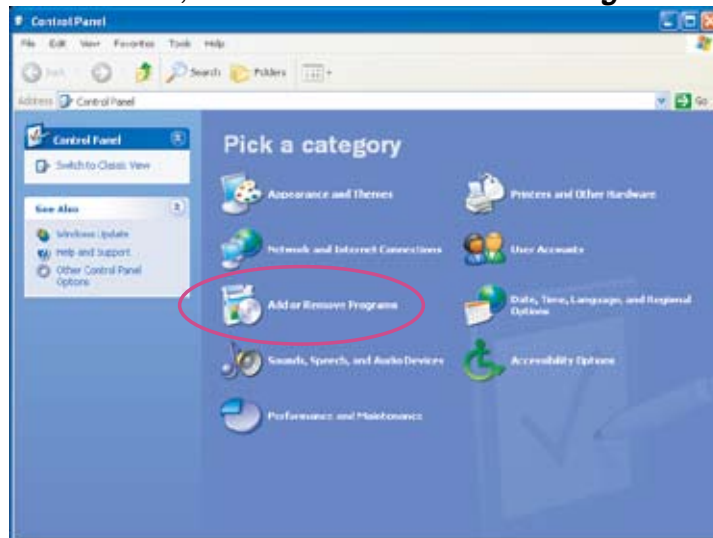 Control Panel
File Edit View Favorites Tools Help
Back Search Folders
Address Control Panel Go
Control Panel
Switch to Classic View
See Also
Windows Update
Help and Support
Other Control Panel
Options
Pick a category
Appearance and Themes
Printers and Other Hardware
Network and Internet Connections
User Accounts
Add or Remove Programs
Date, Time, Language, and Regional
Options
Sounds, Speech, and Audio Devices
Accessibility Options
Performance and Maintenance